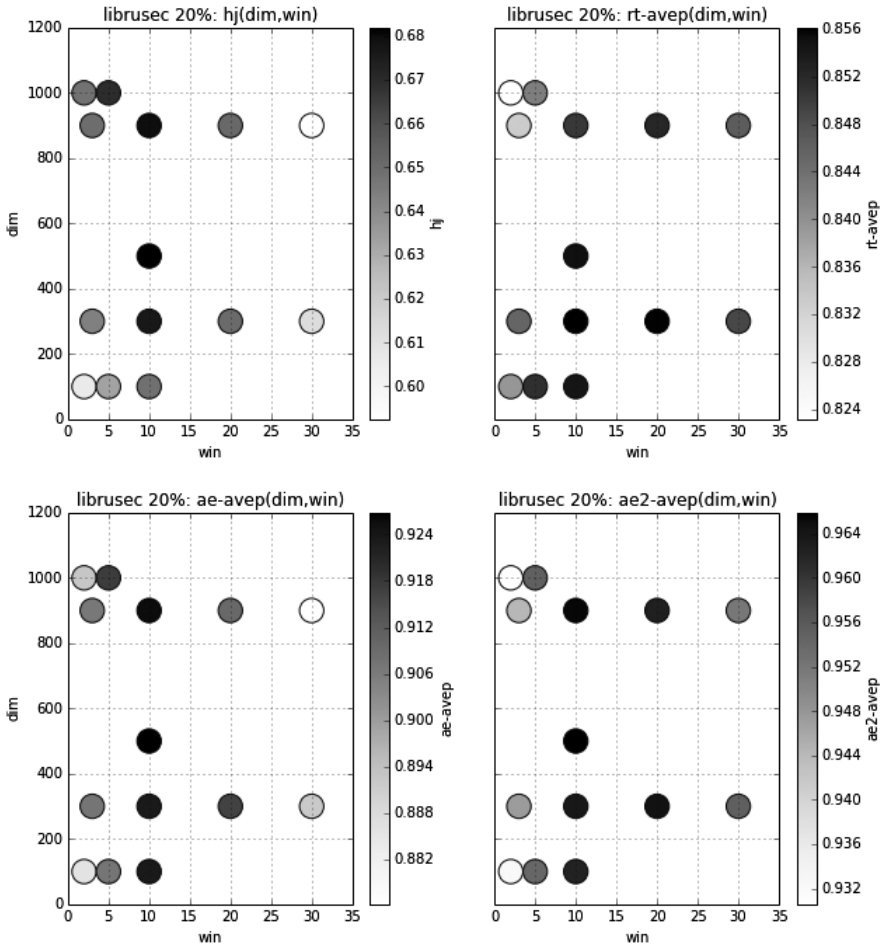 librusec 20%: hj(dim,win)
1200
1000
800
600
400
200
0
dim
0 5 10 15 20 25 30 35
win
0.68
0.67
0.66
0.65
0.64
0.63
0.62
0.61
0.60
hj
librusec 20%: rt-avep(dim,win)
0 5 10 15 20 25 30 35
win
0.856
0.852
0.848
0.844
0.840
0.836
0.832
0.828
0.824
rt-avep
librusec 20%: ae-avep(dim,win)
1200
1000
800
600
400
200
0
dim
0 5 10 15 20 25 30 35
win
0.924
0.918
0.912
0.906
0.900
0.894
0.888
0.882
ae-avep
librusec 20%: ae2-avep(dim,win)
0 5 10 15 20 25 30 35
win
0.964
0.960
0.956
0.952
0.948
0.944
0.940
0.936
0.932
ae2-avep